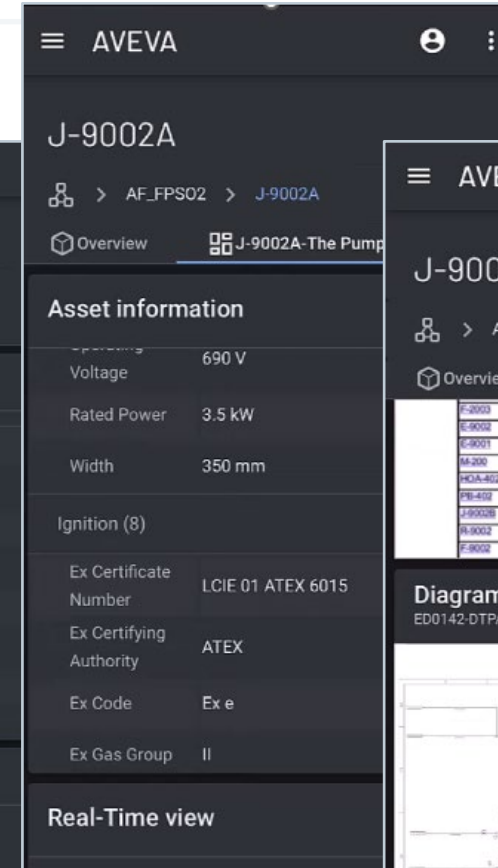 AVEVA
J-9002A
> AF_FPSO2 > J-9002A
Overview
J-9002A-The Pump
Asset information
Operating
Voltage
690 V
Rated Power 3.5 kW
Width 350 mm
Ignition (8)
Ex Certificate
Number
LCIE 01 ATEX 6015
Ex Certifying
Authority
ATEX
Ex Code Ex e
Ex Gas Group II
Real-Time view
AVE
J-900
> A
Overvie
F-2003
E-9002
E-9001
M-200
HOA-402
PB-402
J-9002B
R-9002
F-9002
Diagram
ED0142-DTPA